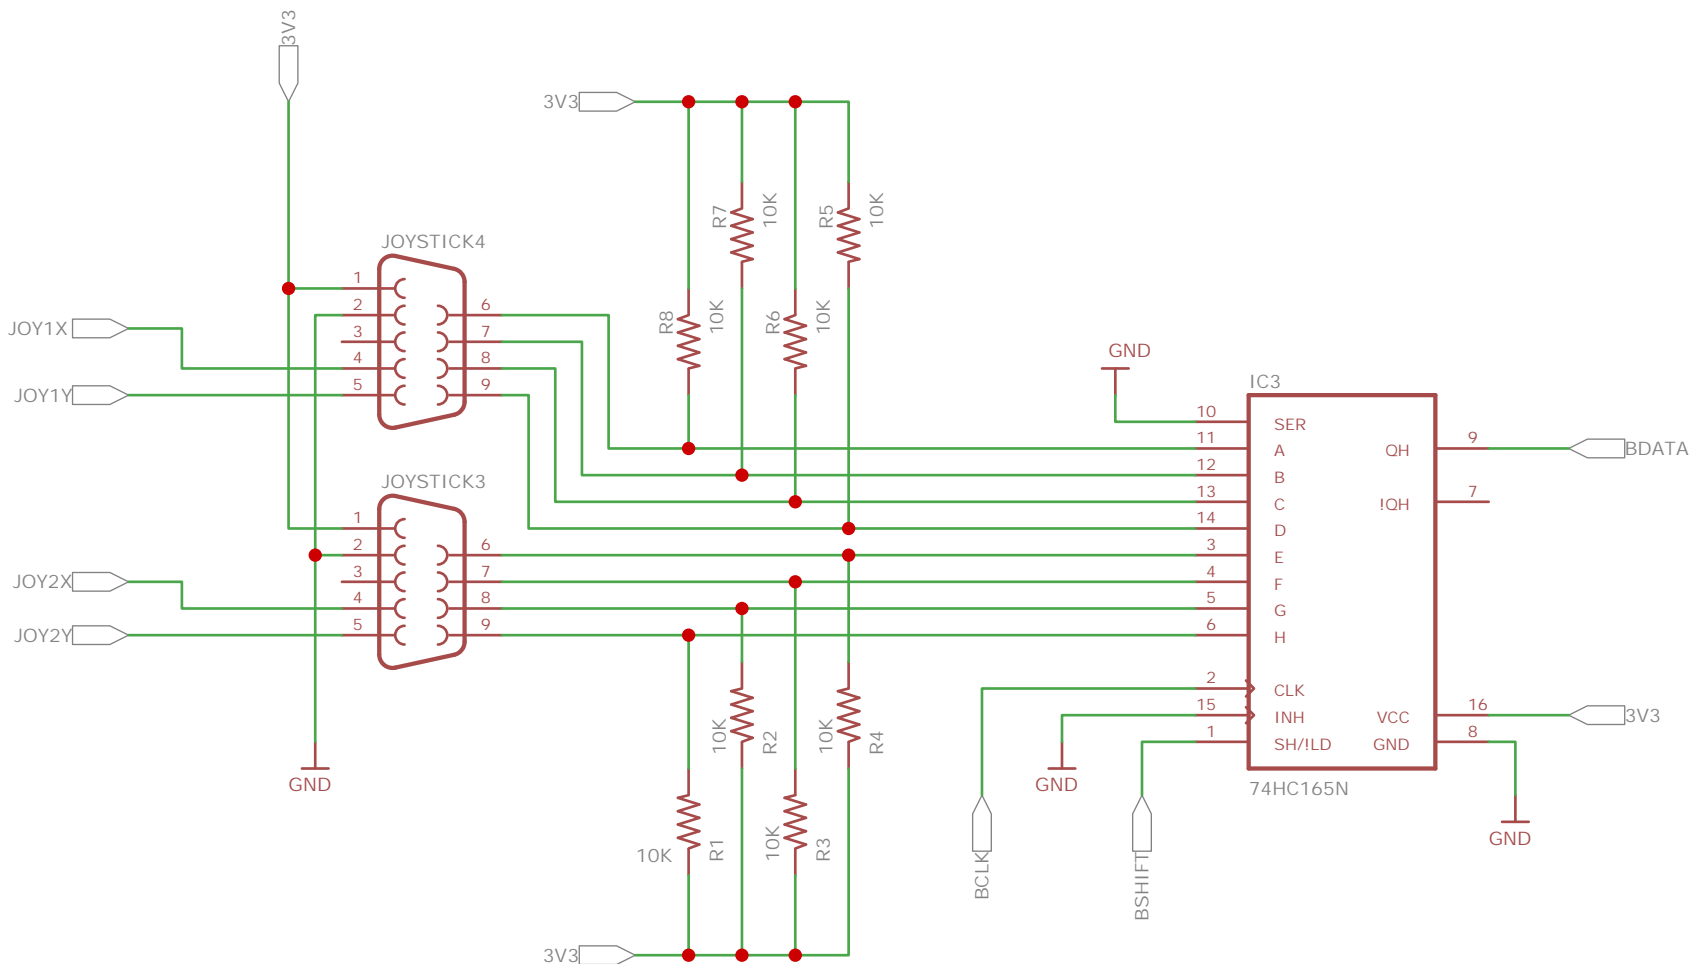 3V3
3V3
R7
10K
R5
10K
JOYSTICK4
1
2
3
4
5
6
7
8
9
JOY1X
JOY1Y
R8
10K
R6
10K
JOYSTICK3
1
2
3
4
5
6
7
8
9
JOY2X
JOY2Y
GND
GND
IC3
10
SER
11
A
12
B
13
C
14
D
3
E
4
F
5
G
6
H
2
CLK
15
INH
1
SH/!LD
QH
9
BDATA
!QH
7
VCC
16
3V3
GND
8
74HC165N
GND
GND
BCLK
BSHIFT
10K
R2
10K
R4
10K
R1
10K
R3
3V3